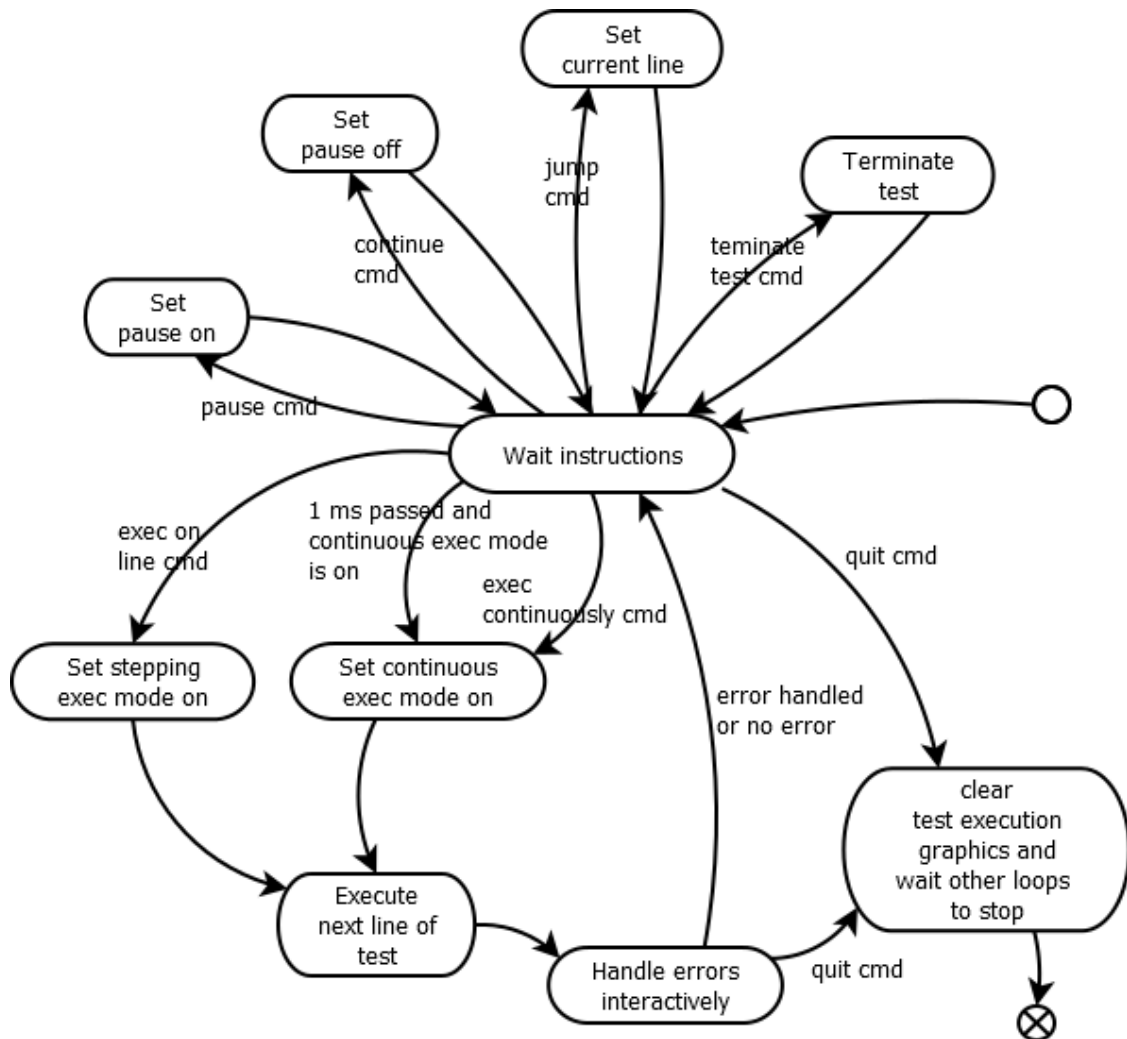 Set
current line
Set
pause off
Terminate
test
jump
cmd
continue
cmd
teminate
test cmd
Set
pause on
pause cmd
Wait instructions
exec on
line cmd
1 ms passed and
continuous exec mode
is on
exec
continuously cmd
quit cmd
Set stepping
exec mode on
Set continuous
exec mode on
error handled
or no error
clear
test execution
graphics and
wait other loops
to stop
Execute
next line of
test
Handle errors
interactively
quit cmd